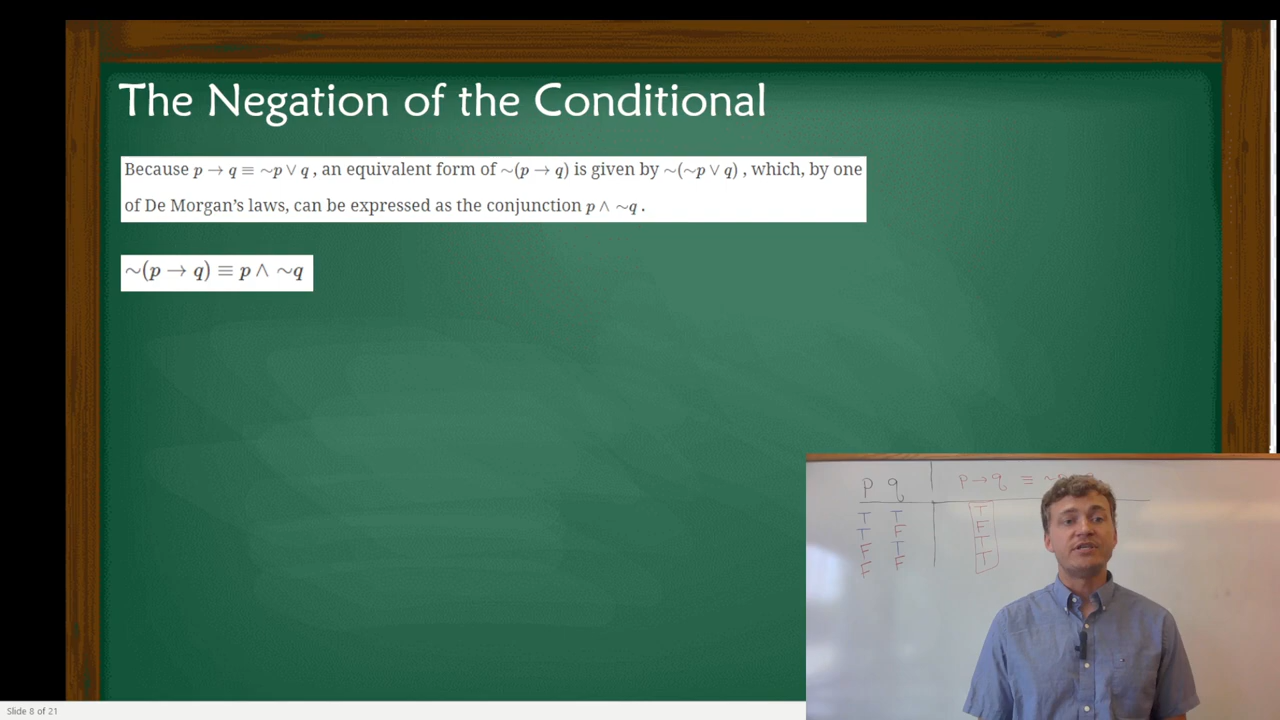 The Negation of the Conditional
Because p → q ≡ ~p ∨ q , an equivalent form of ~(p → q) is given by ~(~p ∨ q) , which, by one
of De Morgan’s laws, can be expressed as the conjunction p ∧ ~q .
~(p → q) ≡ p ∧ ~q
p q p→q ≡ ~
T T T
T F F
F T T
F F T
Slide 8 of 21